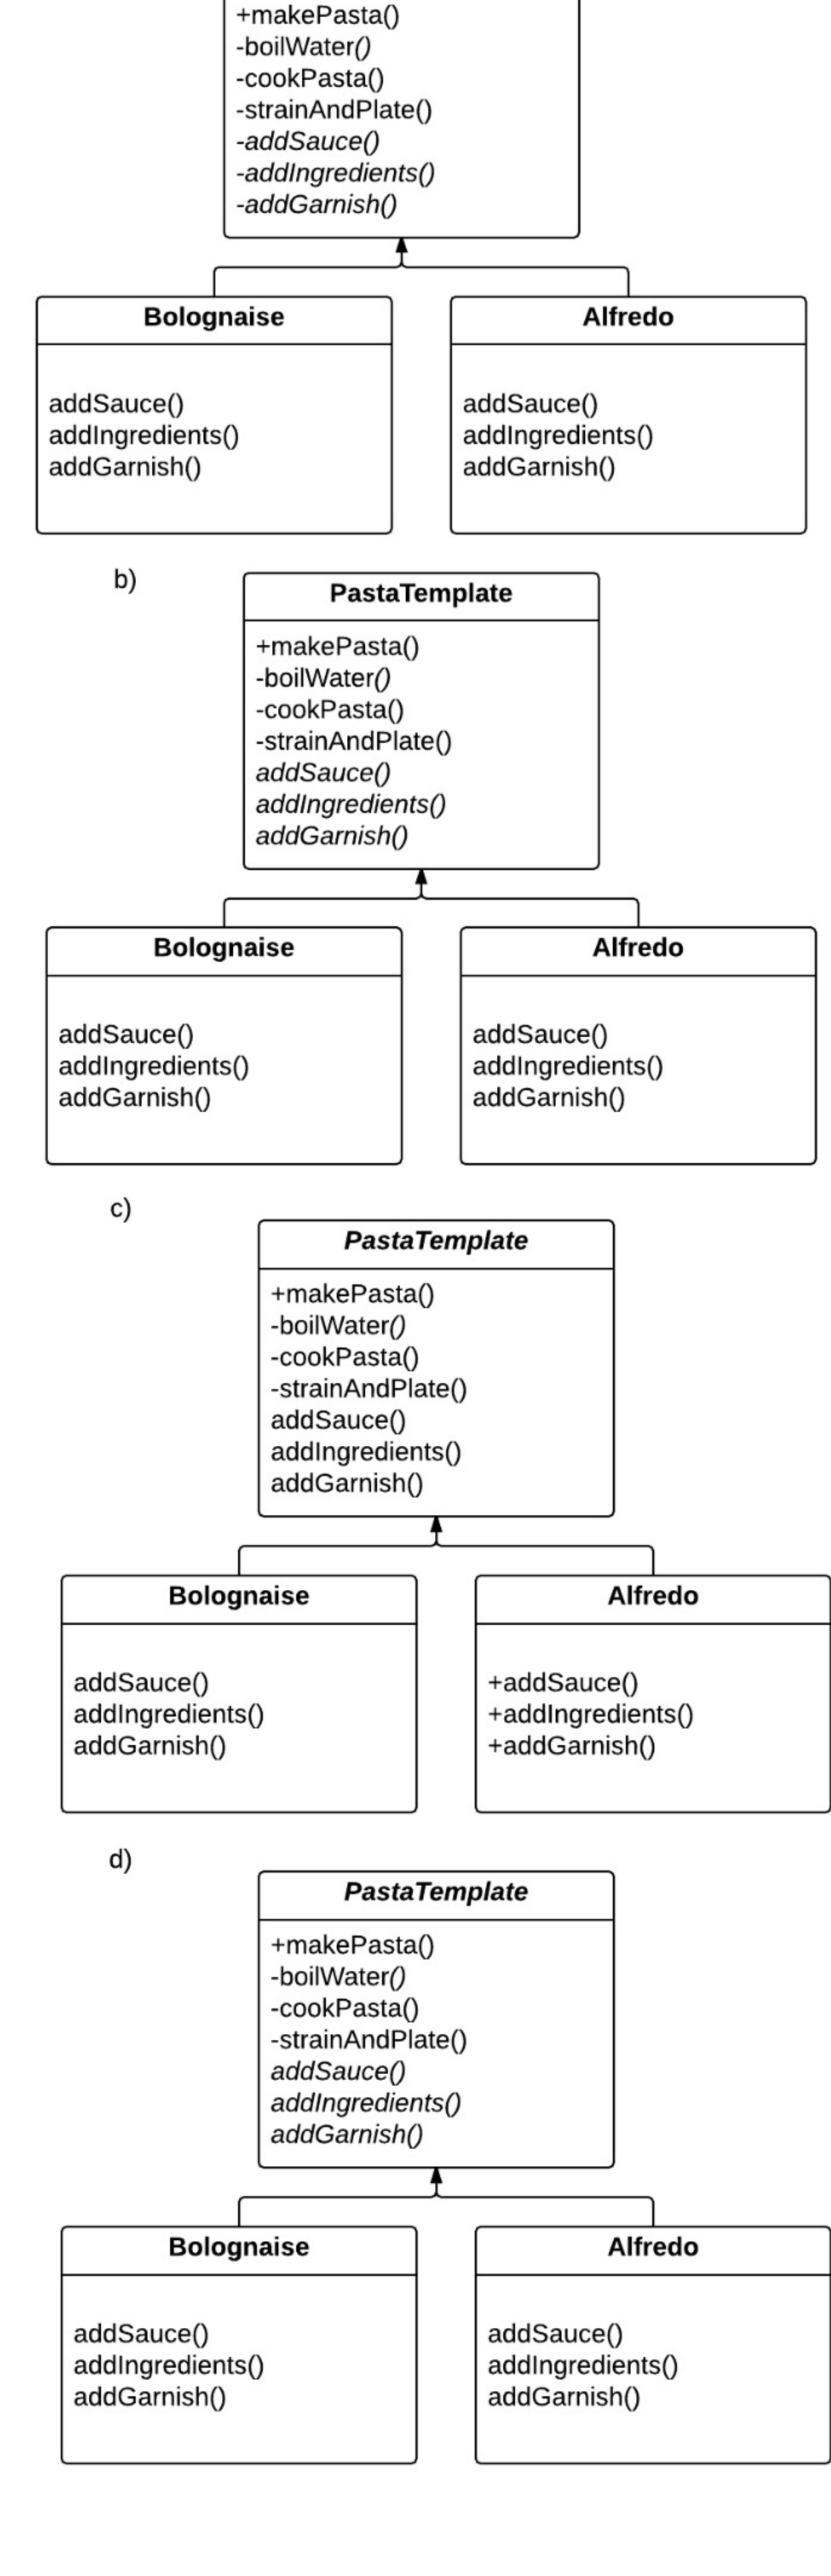 +makePasta()
-boilWater()
-cookPasta()
-strainAndPlate()
-addSauce()
-addIngredients()
-addGarnish()
Bolognaise
addSauce()
addIngredients()
addGarnish()
Alfredo
addSauce()
addIngredients()
addGarnish()
b)
PastaTemplate
+makePasta()
-boilWater()
-cookPasta()
-strainAndPlate()
addSauce()
addIngredients()
addGarnish()
Bolognaise
addSauce()
addIngredients()
addGarnish()
Alfredo
addSauce()
addIngredients()
addGarnish()
c)
PastaTemplate
+makePasta()
-boilWater()
-cookPasta()
-strainAndPlate()
addSauce()
addIngredients()
addGarnish()
Bolognaise
addSauce()
addIngredients()
addGarnish()
Alfredo
+addSauce()
+addIngredients()
+addGarnish()
d)
PastaTemplate
+makePasta()
-boilWater()
-cookPasta()
-strainAndPlate()
addSauce()
addIngredients()
addGarnish()
Bolognaise
addSauce()
addIngredients()
addGarnish()
Alfredo
addSauce()
addIngredients()
addGarnish()